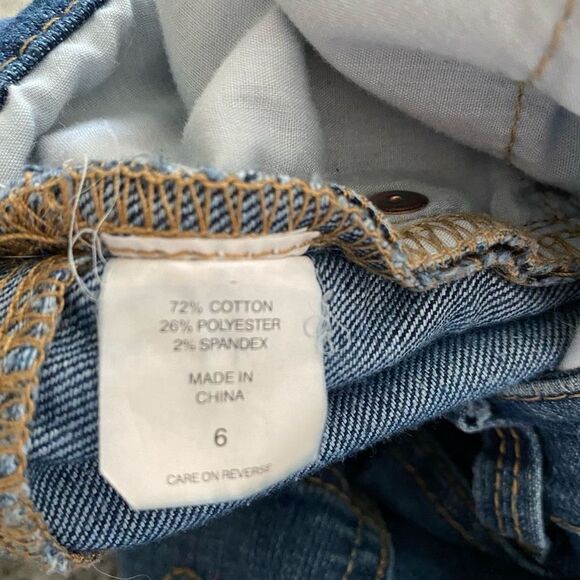 72% COTTON
26% POLYESTER
2% SPANDEX
MADE IN
CHINA
6
CARE ON REVERSE